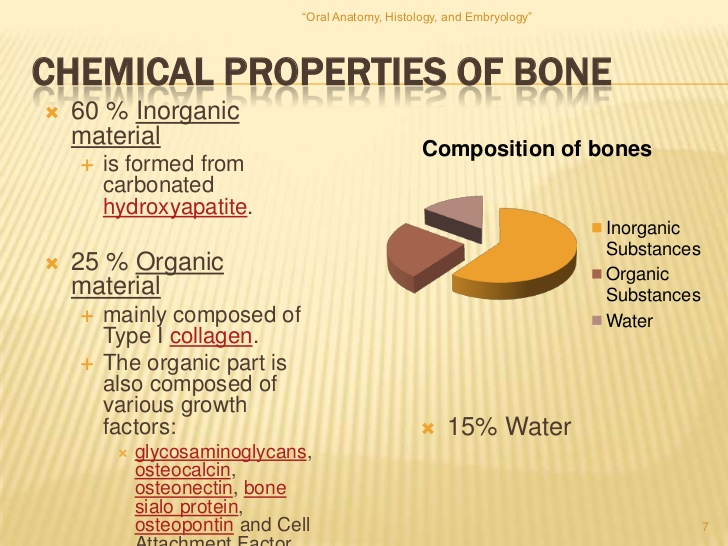 “Oral Anatomy, Histology, and Embryology”
CHEMICAL PROPERTIES OF BONE
60 % Inorganic
material
is formed from
carbonated
hydroxyapatite.
25 % Organic
material
mainly composed of
Type I collagen.
The organic part is
also composed of
various growth
factors:
glycosaminoglycans,
osteocalcin,
osteonectin, bone
sialo protein,
osteopontin and Cell
Attachment Factor
Composition of bones
Inorganic
Substances
Organic
Substances
Water
15% Water
7